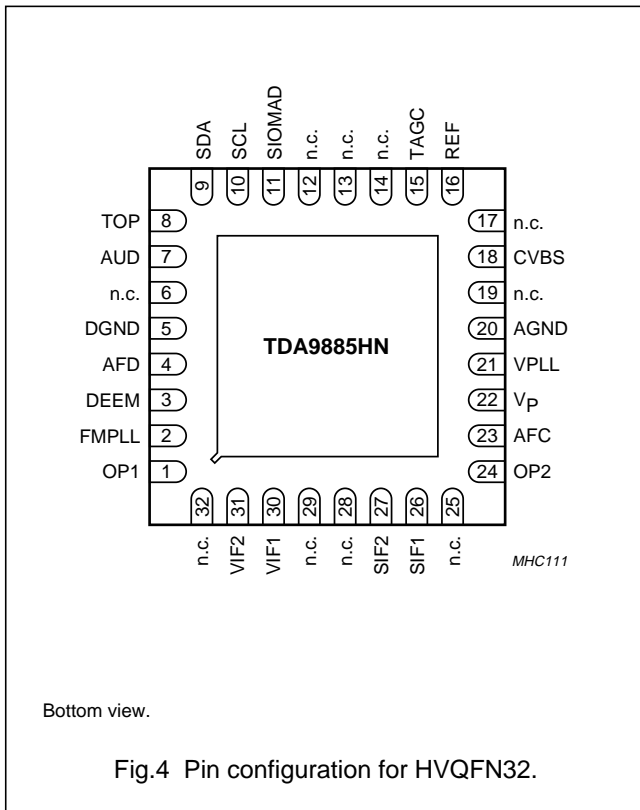 SDA
SCL
SIOMAD
n.c.
n.c.
n.c.
TAGC
REF
9
10
11
12
13
14
15
16
TOP 8
AUD 7
n.c. 6
DGND 5
AFD 4
DEEM 3
FMPLL 2
OP1 1
TDA9885HN
17 n.c.
18 CVBS
19 n.c.
20 AGND
21 VPLL
22 VP
23 AFC
24 OP2
32
31
30
29
28
27
26
25
n.c.
VIF2
VIF1
n.c.
n.c.
SIF2
SIF1
n.c.
MHC111
Bottom view.
Fig.4 Pin configuration for HVQFN32.